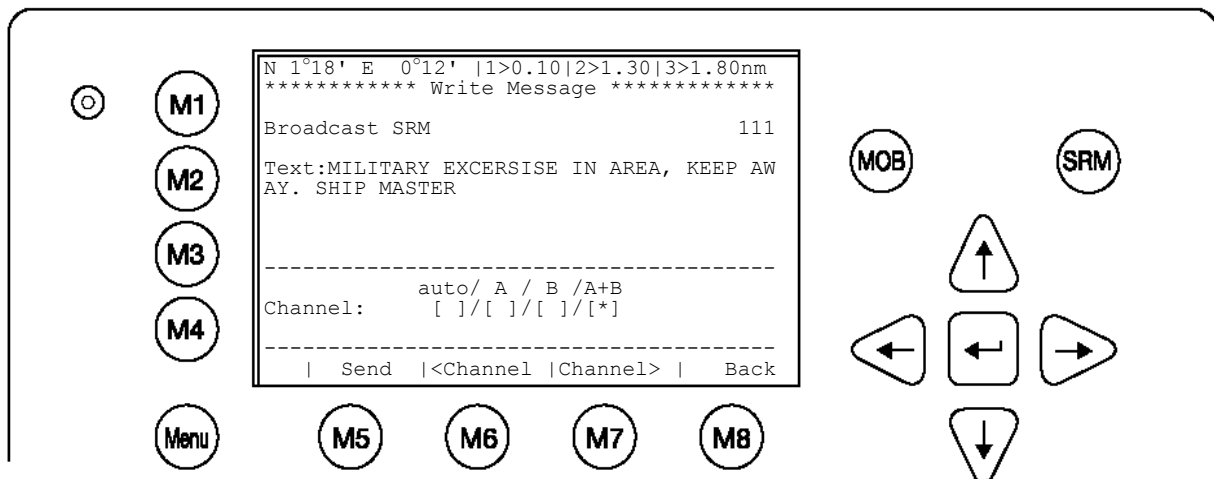 N 1°18' E 0°12' |1>0.10|2>1.30|3>1.80nm
************ Write Message *************
M1
Broadcast SRM 111
MOB
SRM
Text:MILITARY EXCERSISE IN AREA, KEEP AW
M2
AY. SHIP MASTER
M3
----------------------------------------
auto/ A / B /A+B
Channel: [ ]/[ ]/[ ]/[*]
M4
----------------------------------------
| Send |<Channel |Channel> | Back
Menu
M5
M6
M7
M8